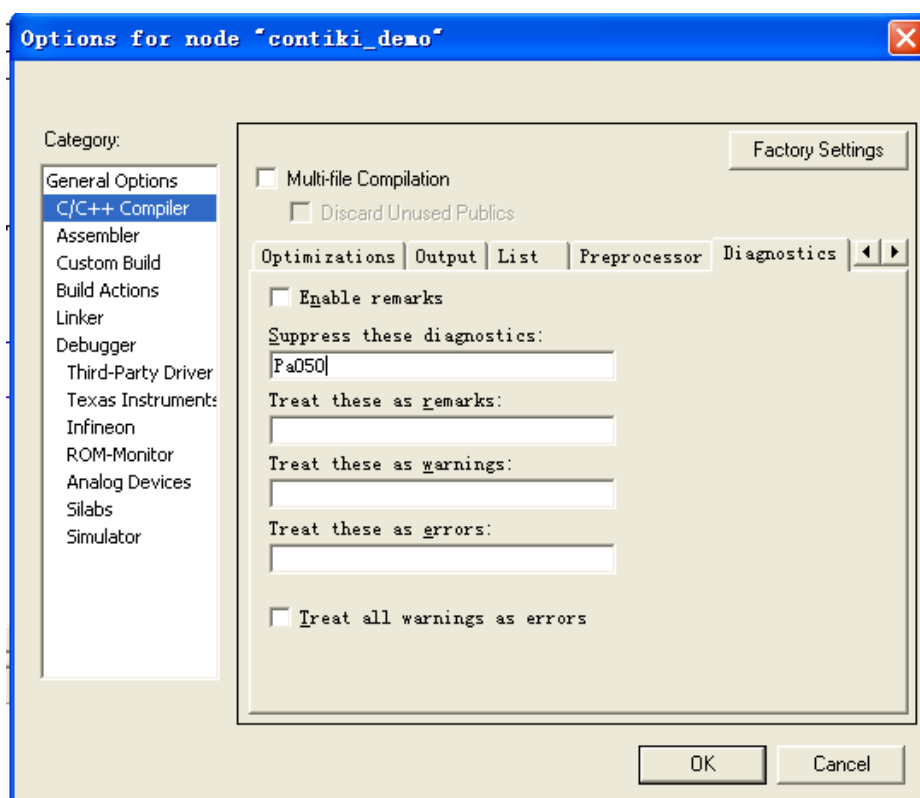 Options for node "contiki_demo"
Category:
Factory Settings
General Options
C/C++ Compiler
Assembler
Custom Build
Build Actions
Linker
Debugger
Third-Party Driver
Texas Instruments
Infineon
ROM-Monitor
Analog Devices
Silabs
Simulator
Multi-file Compilation
Discard Unused Publics
Optimizations Output List Preprocessor Diagnostics
Enable remarks
Suppress these diagnostics:
Pa050
Treat these as remarks:
Treat these as warnings:
Treat these as errors:
Treat all warnings as errors
OK Cancel